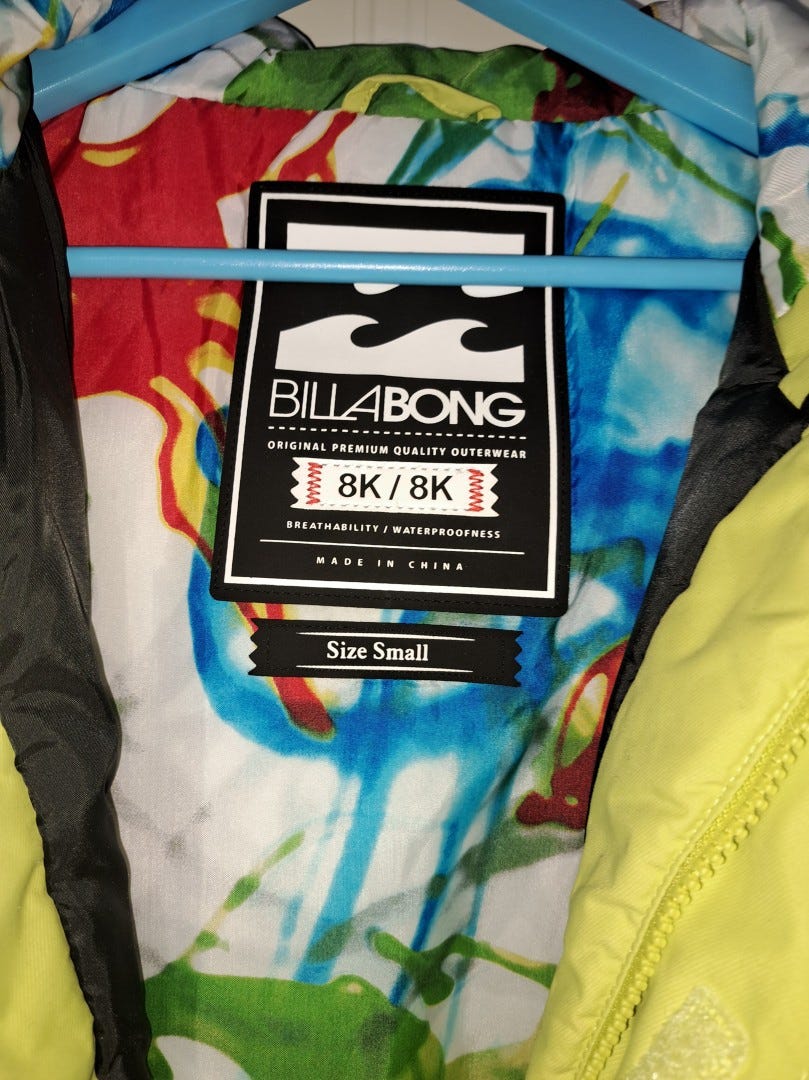 BILLABONG
ORIGINAL PREMIUM QUALITY OUTERWEAR
8K / 8K
BREATHABILITY / WATERPROOFNESS
MADE IN CHINA
Size Small